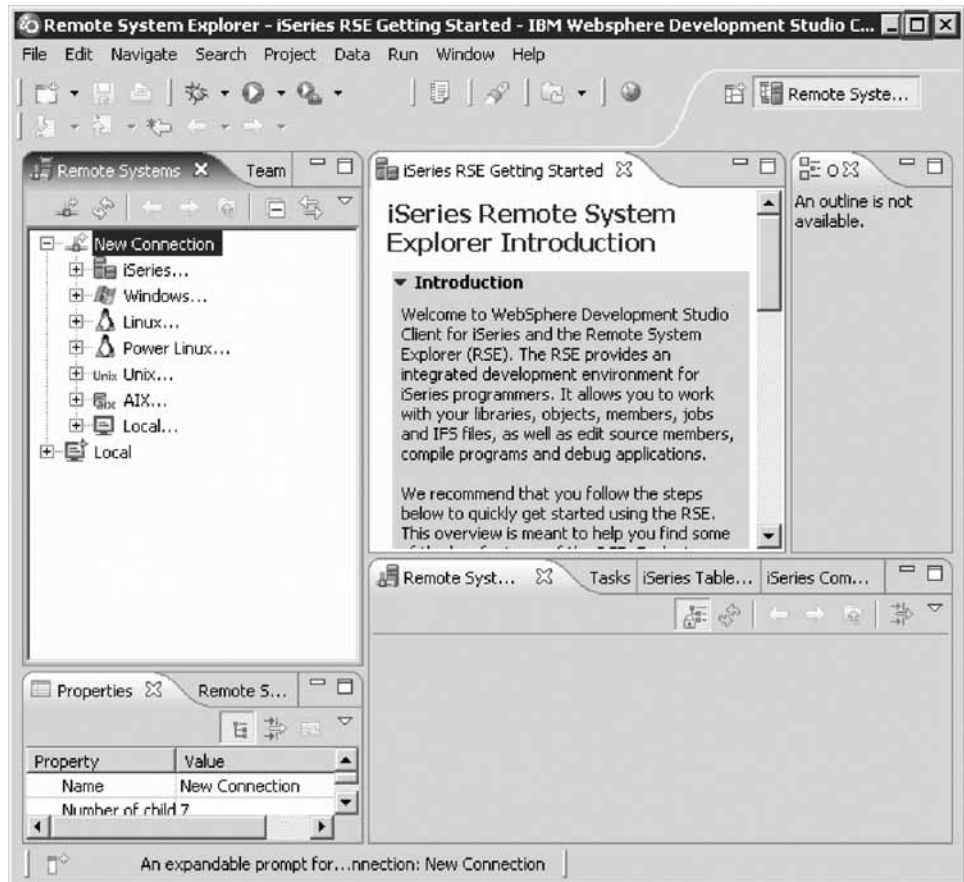 Remote System Explorer - iSeries RSE Getting Started - IBM Websphere Development Studio C...
File Edit Navigate Search Project Data Run Window Help
Remote Syste...
Remote Systems
Team
New Connection
iSeries...
Windows...
Linux...
Power Linux...
Unix Unix...
aix AIX...
Local...
Local
iSeries RSE Getting Started
iSeries Remote System
Explorer Introduction
Introduction
Welcome to WebSphere Development Studio
Client for iSeries and the Remote System
Explorer (RSE). The RSE provides an
integrated development environment for
iSeries programmers. It allows you to work
with your libraries, objects, members, jobs
and IFS files, as well as edit source members,
compile programs and debug applications.
We recommend that you follow the steps
below to quickly get started using the RSE.
This overview is meant to help you find some
O
An outline is not
available.
Properties
Remote S...
Property Value
Name New Connection
Number of child 7
Remote Syst...
Tasks
iSeries Table...
iSeries Com...
An expandable prompt for...nnection: New Connection